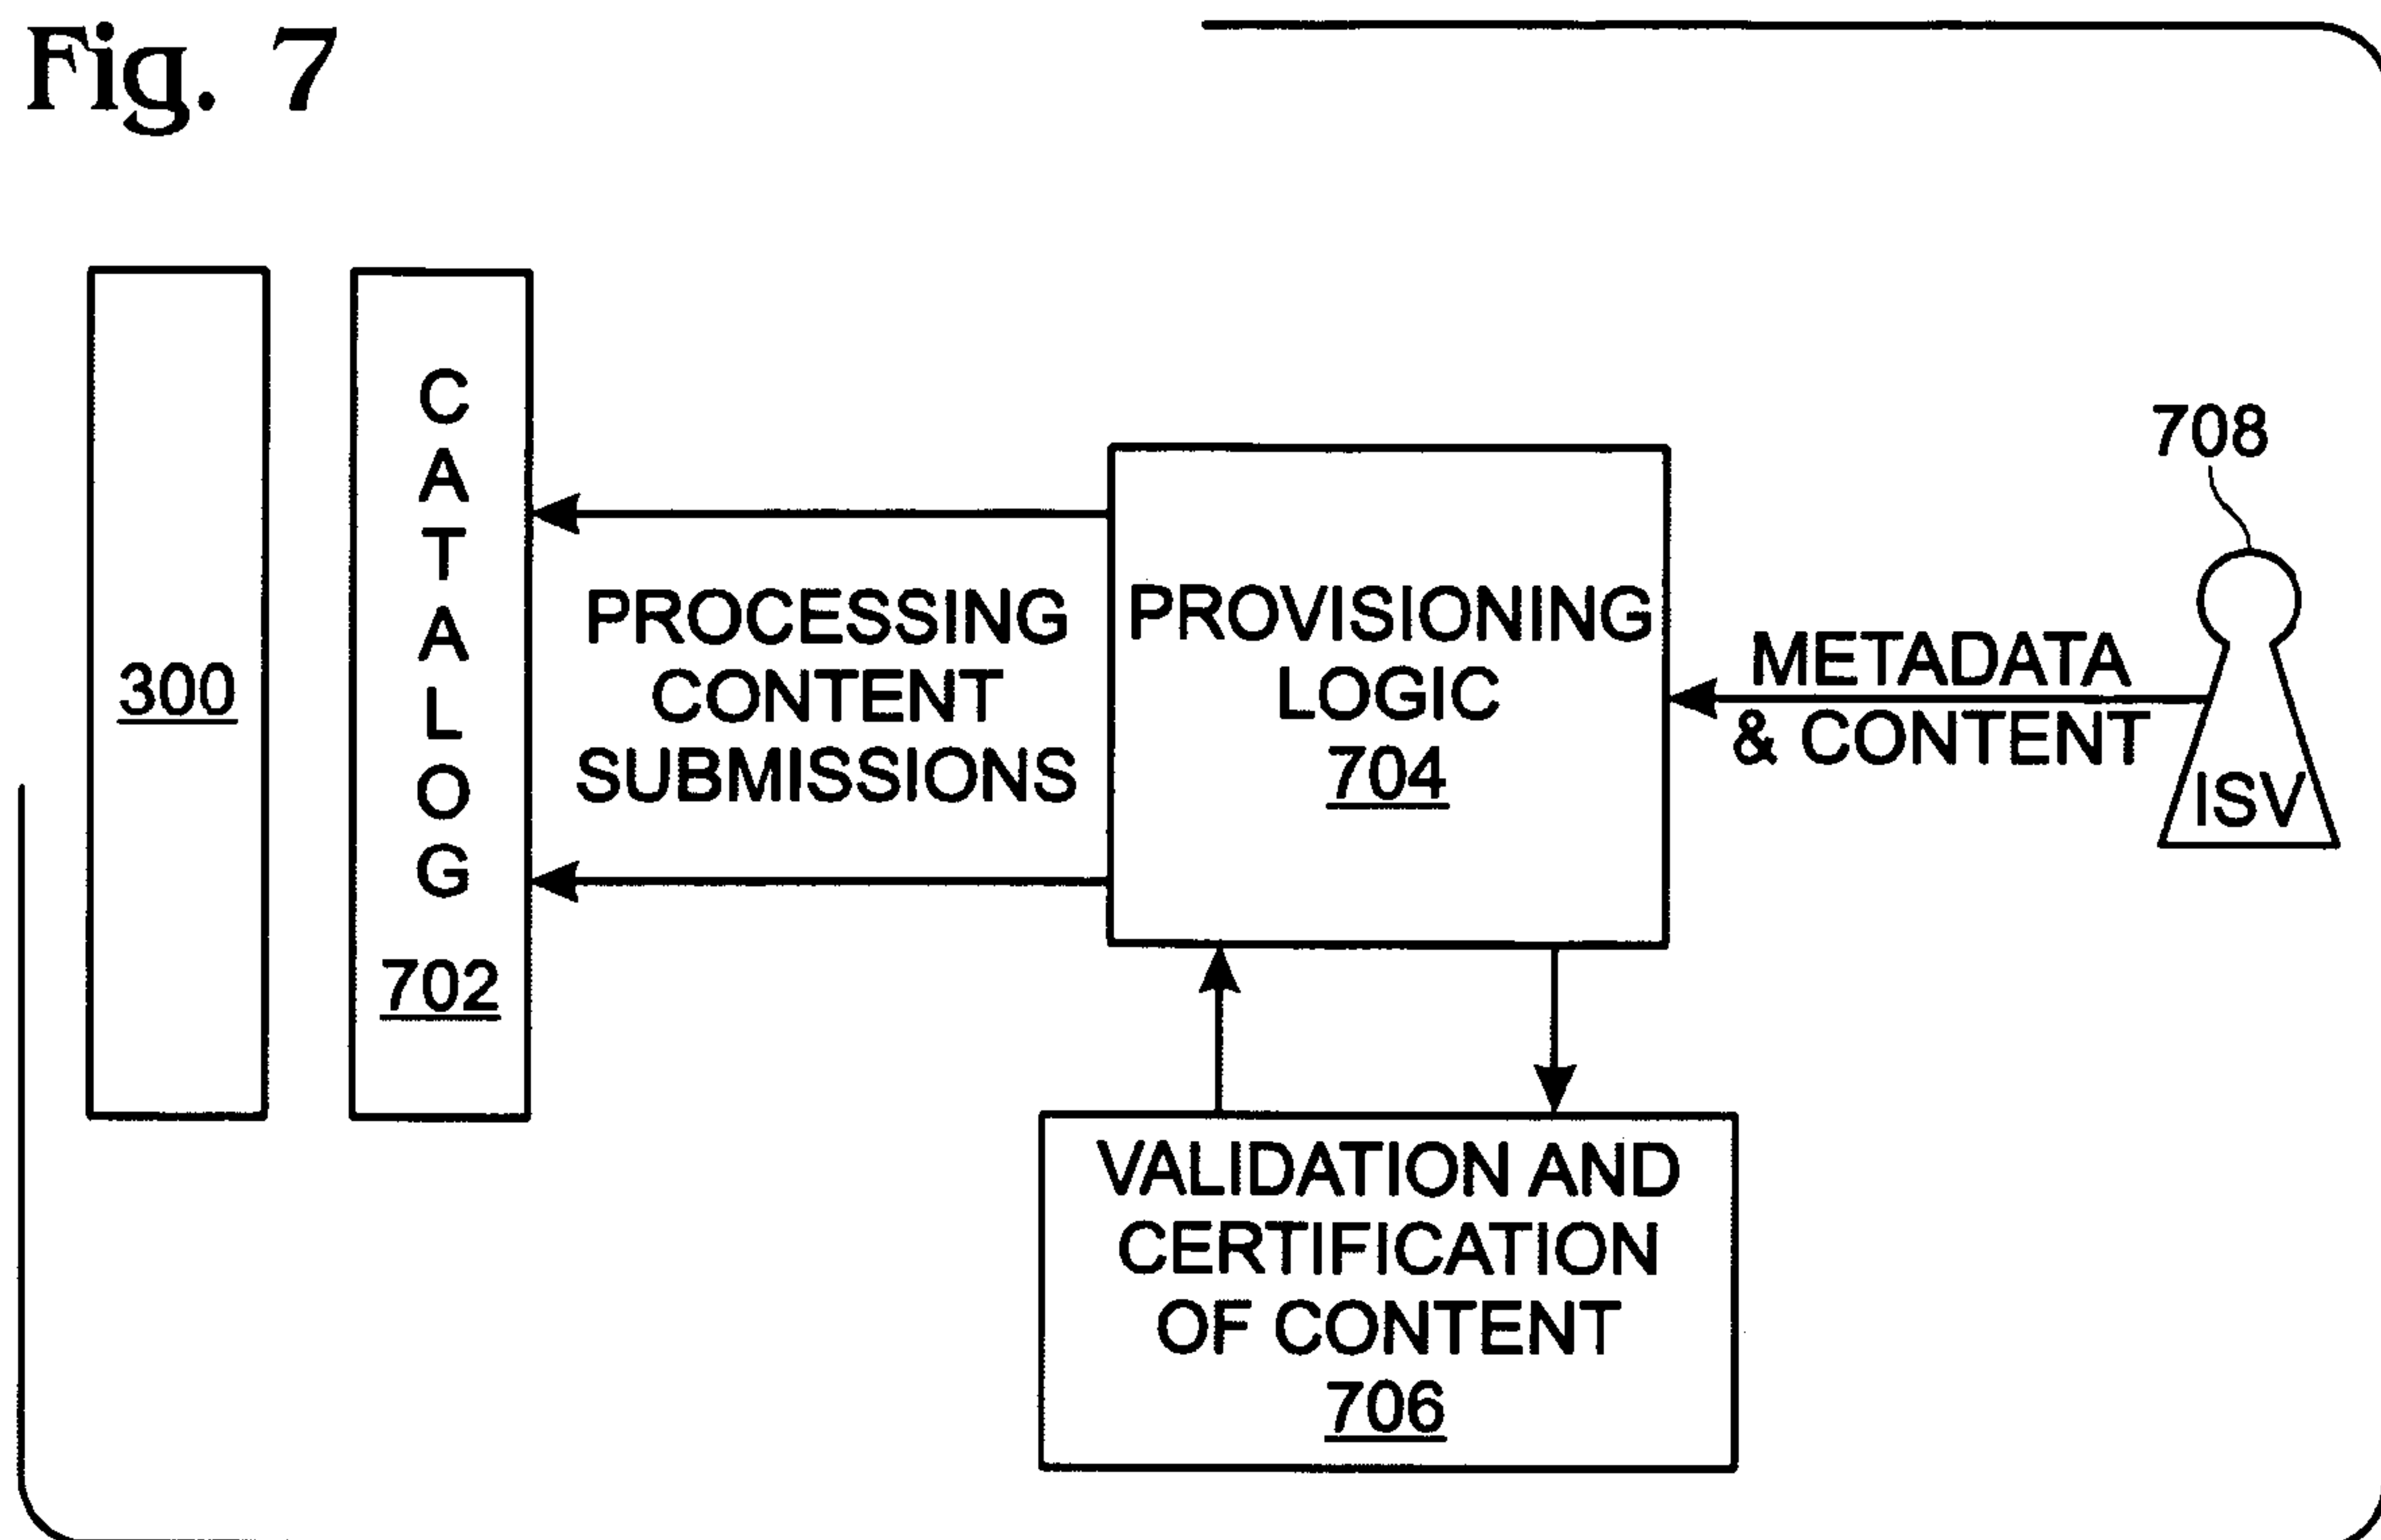 Fig. 7
300
CATALOG
702
PROCESSING
CONTENT
SUBMISSIONS
PROVISIONING
LOGIC
704
METADATA
& CONTENT
708
ISV
VALIDATION AND
CERTIFICATION
OF CONTENT
706